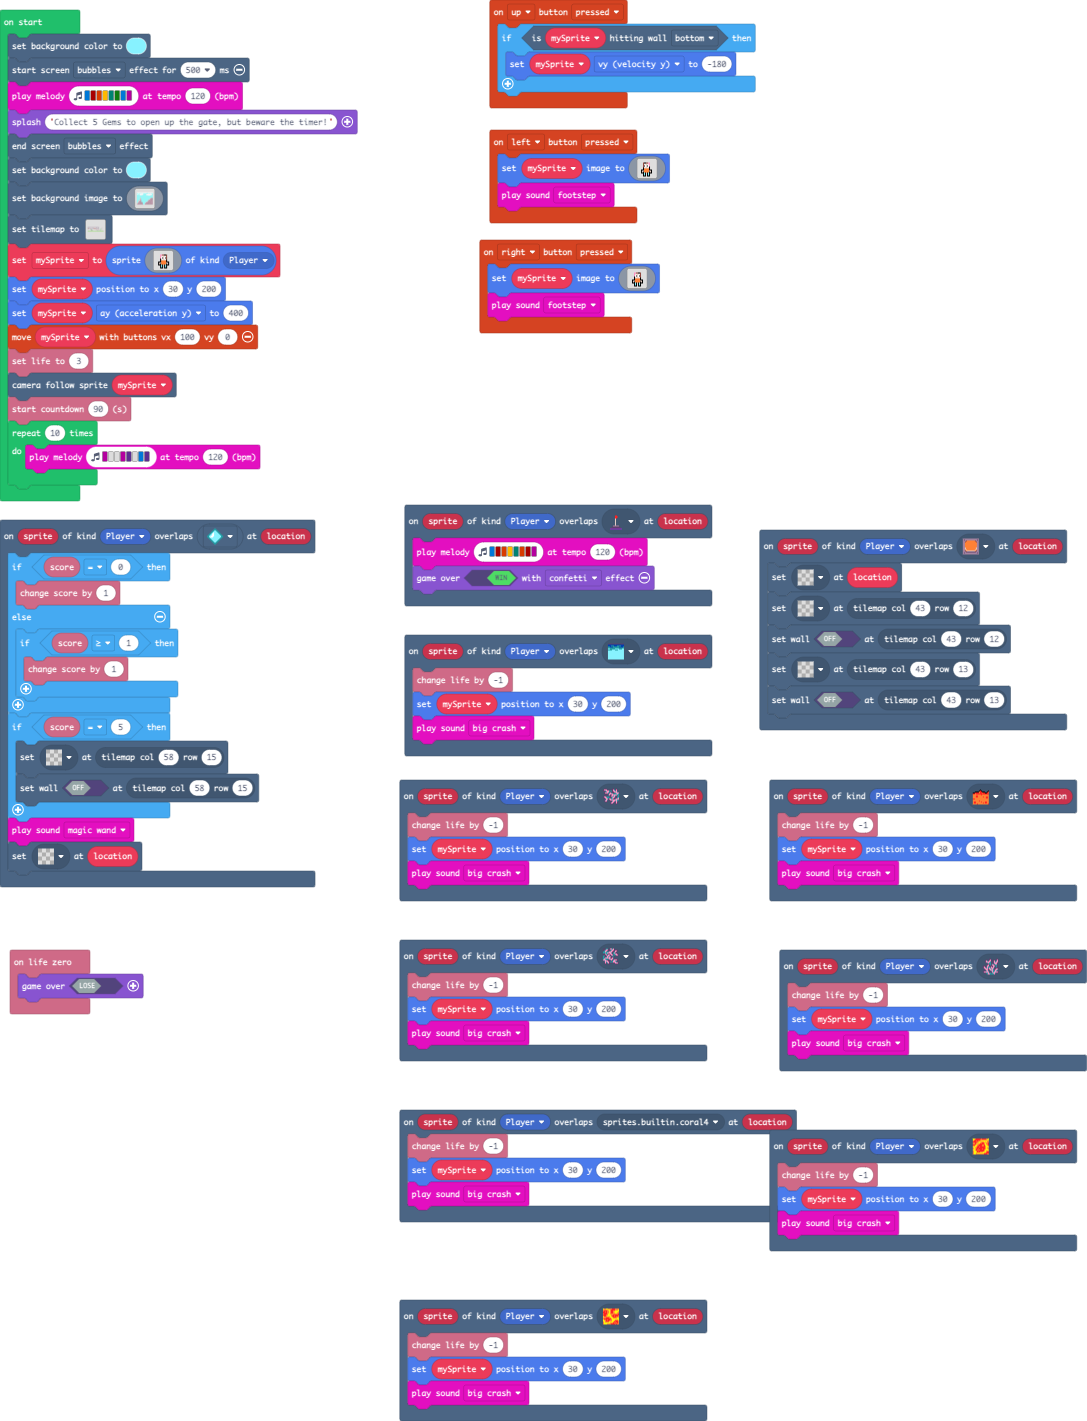 on start
set background color to
start screen bubbles effect for 500 ms
play melody at tempo 120 (bpm)
splash "Collect 5 Gems to open up the gate, but beware the timer!"
end screen bubbles effect
set background color to
set background image to
set tilemap to
set mySprite to sprite of kind Player
set mySprite position to x 30 y 200
set mySprite ay (acceleration y) to 400
move mySprite with buttons vx 100 vy 0
set life to 3
camera follow sprite mySprite
start countdown 90 (s)
repeat 10 times
do play melody at tempo 120 (bpm)
on up button pressed
if is mySprite hitting wall bottom then
set mySprite vy (velocity y) to -180
on left button pressed
set mySprite image to
play sound footstep
on right button pressed
set mySprite image to
play sound footstep
on sprite of kind Player overlaps at location
if score = 0 then
change score by 1
else
if score ≥ 1 then
change score by 1
if score = 5 then
set at tilemap col 58 row 15
set wall OFF at tilemap col 58 row 15
play sound magic wand
set at location
on life zero
game over LOSE
on sprite of kind Player overlaps at location
play melody at tempo 120 (bpm)
game over WIN with confetti effect
on sprite of kind Player overlaps at location
change life by -1
set mySprite position to x 30 y 200
play sound big crash
on sprite of kind Player overlaps at location
set at location
set at tilemap col 43 row 12
set wall OFF at tilemap col 43 row 12
set at tilemap col 43 row 13
set wall OFF at tilemap col 43 row 13
on sprite of kind Player overlaps at location
change life by -1
set mySprite position to x 30 y 200
play sound big crash
on sprite of kind Player overlaps at location
change life by -1
set mySprite position to x 30 y 200
play sound big crash
on sprite of kind Player overlaps at location
change life by -1
set mySprite position to x 30 y 200
play sound big crash
on sprite of kind Player overlaps at location
change life by -1
set mySprite position to x 30 y 200
play sound big crash
on sprite of kind Player overlaps sprites.builtin.coral4 at location
change life by -1
set mySprite position to x 30 y 200
play sound big crash
on sprite of kind Player overlaps at location
change life by -1
set mySprite position to x 30 y 200
play sound big crash
on sprite of kind Player overlaps at location
change life by -1
set mySprite position to x 30 y 200
play sound big crash